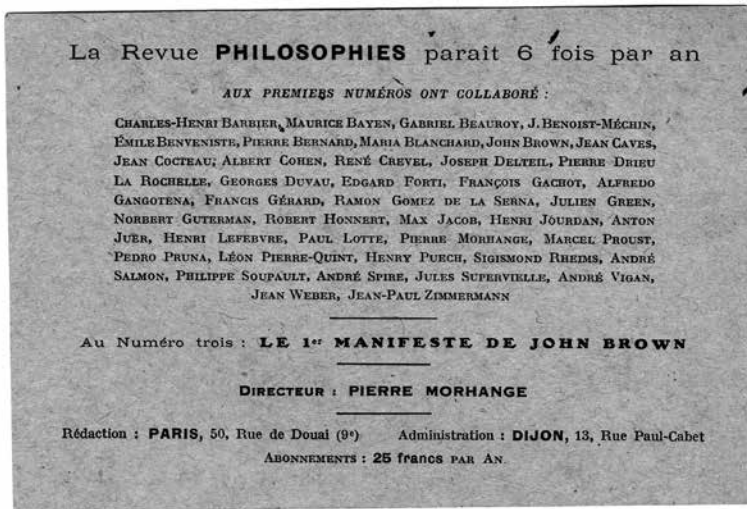 La Revue PHILOSOPHIES paraît 6 fois par an
AUX PREMIERS NUMÉROS ONT COLLABORÉ :
CHARLES-HENRI BARBIER, MAURICE BAYEN, GABRIEL BEAUROY, J. BENOIST-MÉCHIN,
ÉMILE BENVENISTE, PIERRE BERNARD, MARIA BLANCHARD, JOHN BROWN, JEAN CAVES,
JEAN COCTEAU, ALBERT COHEN, RENÉ CREVEL, JOSEPH DELTEIL, PIERRE DRIEU
LA ROCHELLE, GEORGES DUVAU, EDGARD FORTI, FRANÇOIS GACHOT, ALFREDO
GANGOTENA, FRANCIS GÉRARD, RAMON GOMEZ DE LA SERNA, JULIEN GREEN,
NORBERT GUTERMAN, ROBERT HONNERT, MAX JACOB, HENRI JOURDAN, ANTON
JUER, HENRI LEFEBVRE, PAUL LOTTE, PIERRE MORHANGE, MARCEL PROUST,
PEDRO PRUNA, LÉON PIERRE-QUINT, HENRY PUECH, SIGISMOND RHEIMS, ANDRÉ
SALMON, PHILIPPE SOUPAULT, ANDRÉ SPIRE, JULES SUPERVIELLE, ANDRÉ VIGAN,
JEAN WEBER, JEAN-PAUL ZIMMERMANN
Au Numéro trois : LE 1er MANIFESTE DE JOHN BROWN
DIRECTEUR : PIERRE MORHANGE
Rédaction : PARIS, 50, Rue de Douai (9e) Administration : DIJON, 13, Rue Paul-Cabet
ABONNEMENTS : 25 francs PAR AN